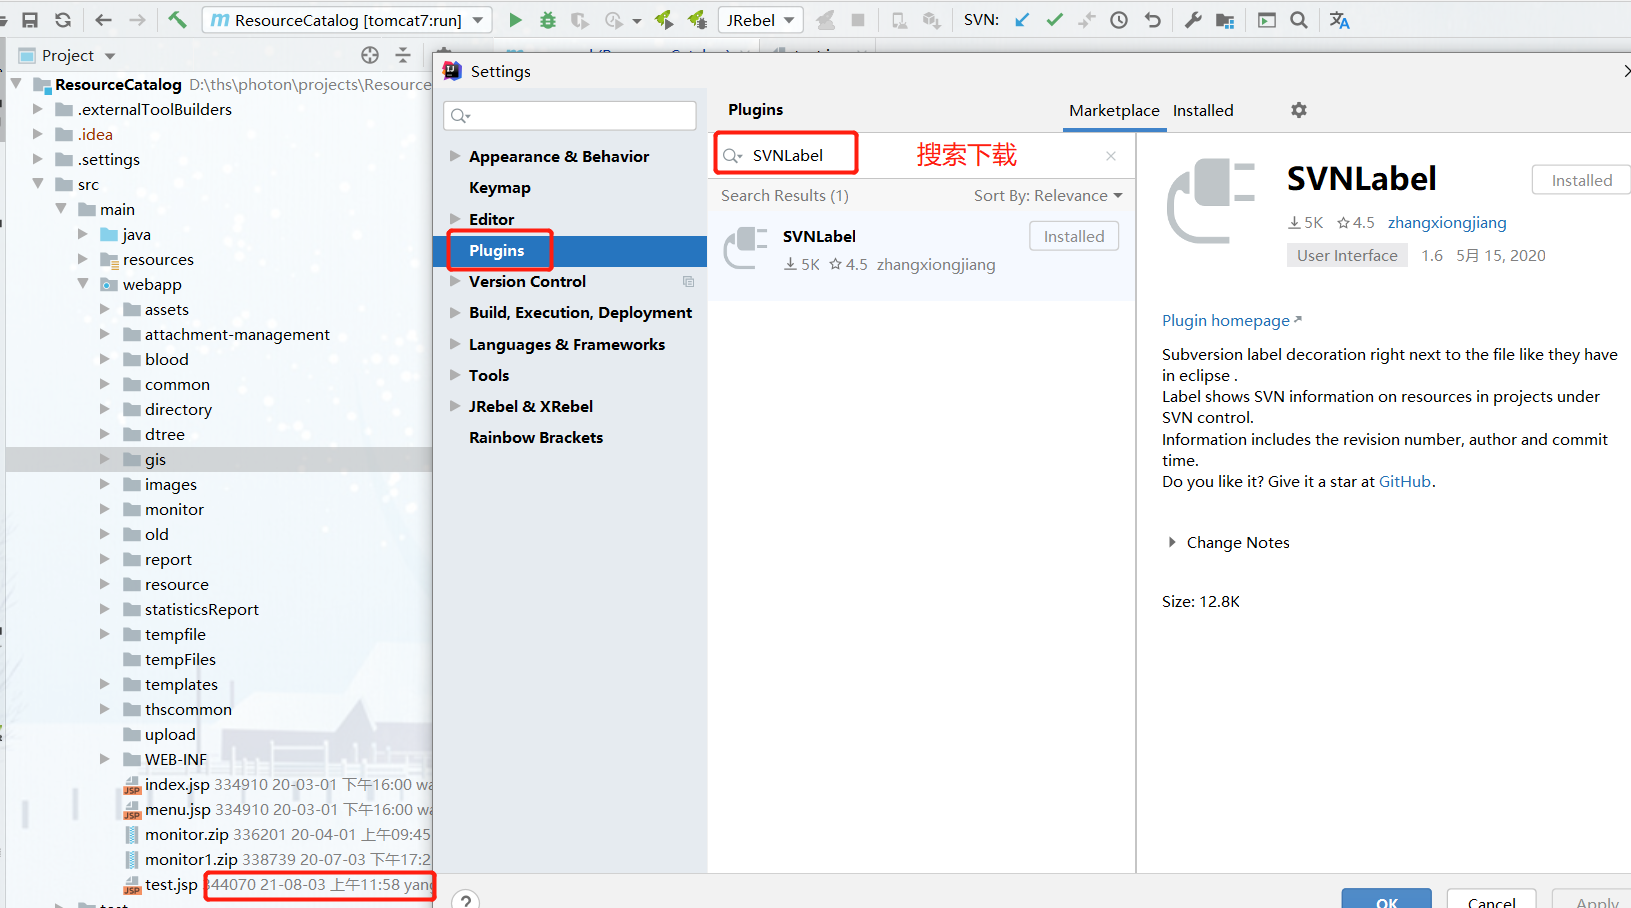 ResourceCatalog [tomcat7:run]
JRebel
SVN:
Project
ResourceCatalog D:\ths\photon\projects\Resource
.externalToolBuilders
.idea
.settings
src
main
java
resources
webapp
assets
attachment-management
blood
common
directory
dtree
gis
images
monitor
old
report
resource
statisticsReport
tempfile
tempFiles
templates
thscommon
upload
WEB-INF
index.jsp 334910 20-03-01 下午16:00 wa
menu.jsp 334910 20-03-01 下午16:00 wa
monitor.zip 336201 20-04-01 上午09:45
monitor1.zip 338739 20-07-03 下午17:2
test.jsp 344070 21-08-03 上午11:58 yang
Settings
Appearance & Behavior
Keymap
Editor
Plugins
Version Control
Build, Execution, Deployment
Languages & Frameworks
Tools
JRebel & XRebel
Rainbow Brackets
?
Plugins
Marketplace
Installed
SVNLabel
搜索下载
Search Results (1)
Sort By: Relevance
SVNLabel
Installed
5K 4.5 zhangxiongjiang
SVNLabel
Installed
5K 4.5 zhangxiongjiang
User Interface 1.6 5月 15, 2020
Plugin homepage
Subversion label decoration right next to the file like they have
in eclipse .
Label shows SVN information on resources in projects under
SVN control.
Information includes the revision number, author and commit
time.
Do you like it? Give it a star at GitHub.
Change Notes
Size: 12.8K
OK
Cancel
Apply